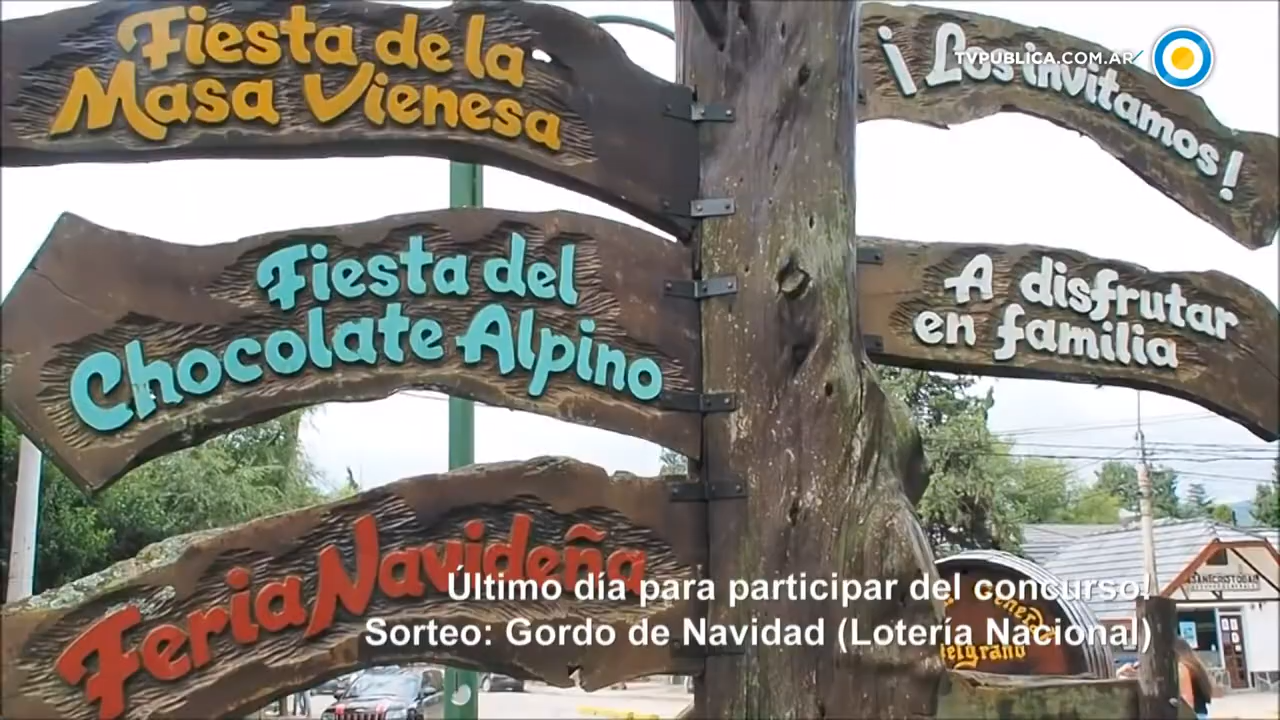 Fiesta de la
Masa Vienesa
¡Los invitamos!
TVPUBLICA.COM.AR
Fiesta del
Chocolate Alpino
A disfrutar
en familia
Feria Navideña
Último día para participar del concurso!
Sorteo: Gordo de Navidad (Lotería Nacional)
elgrano